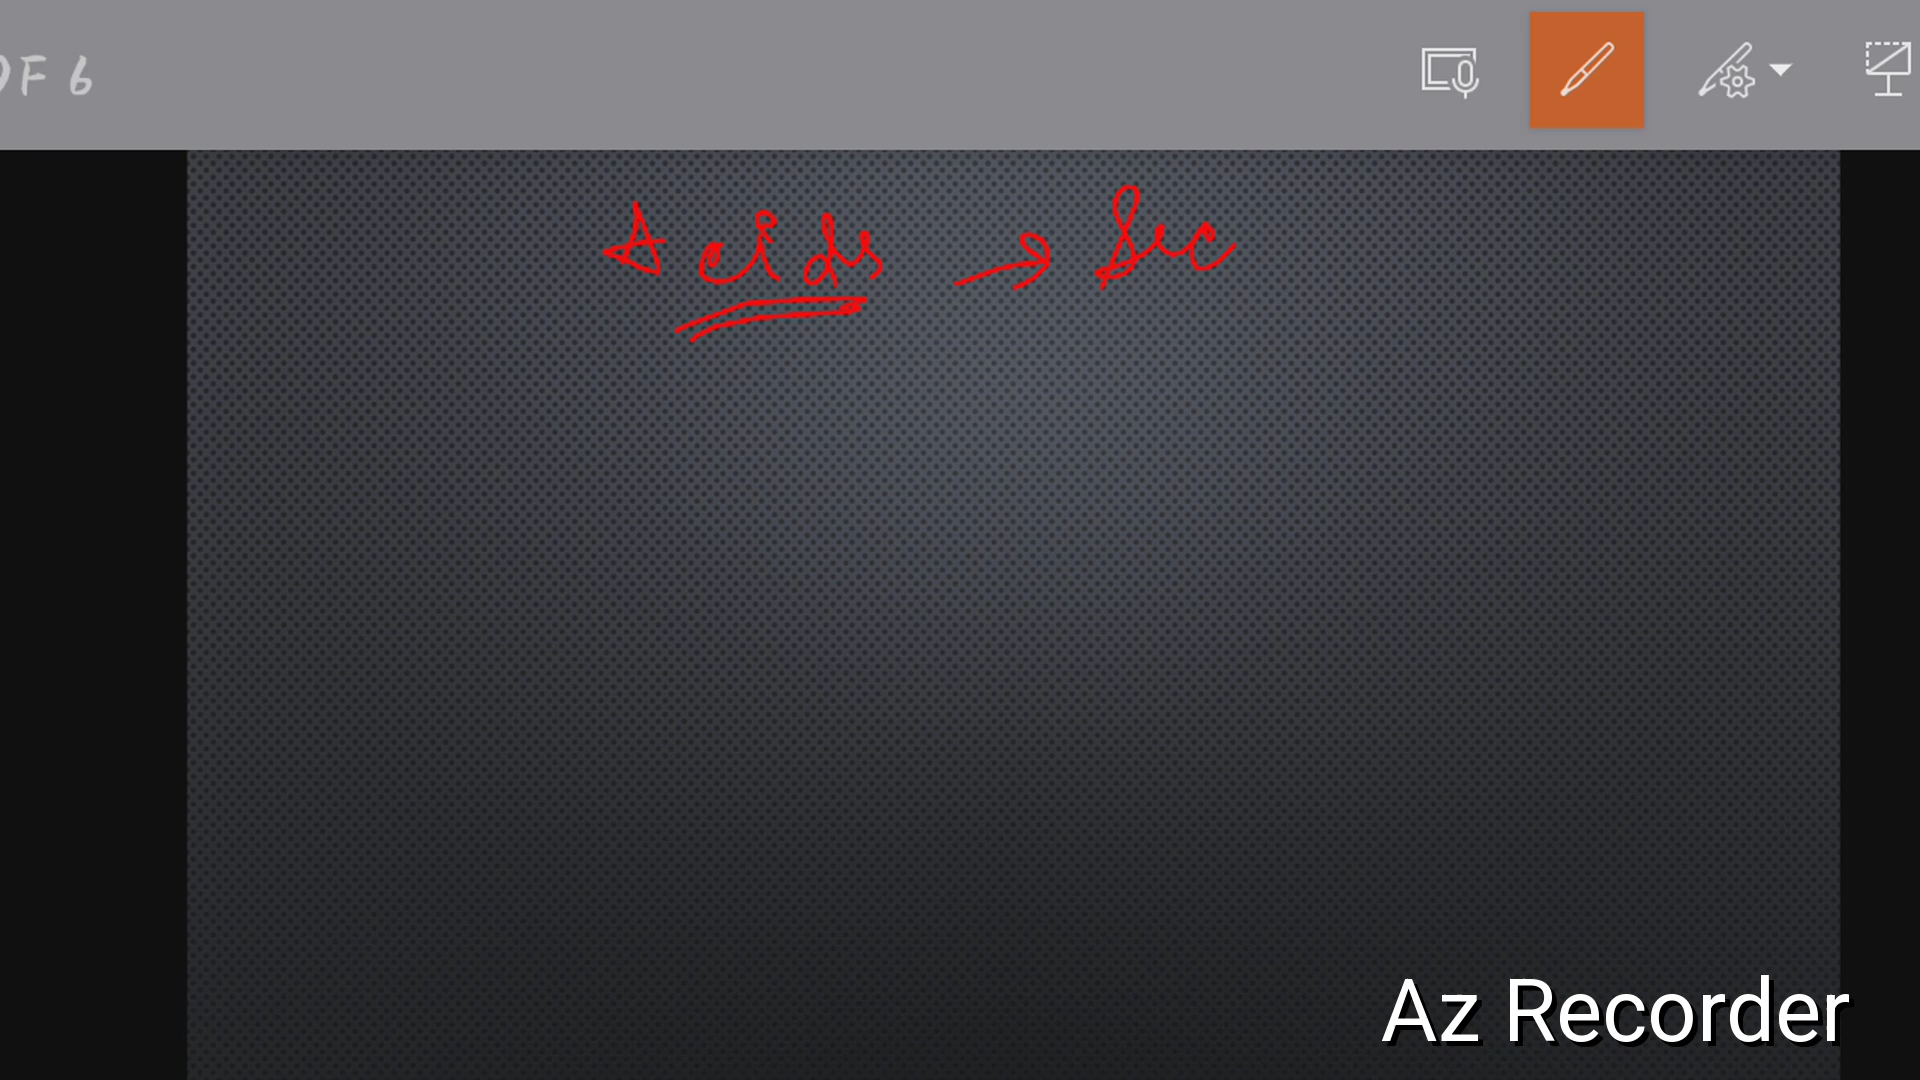 OF 6
Acids → Sec
Az Recorder